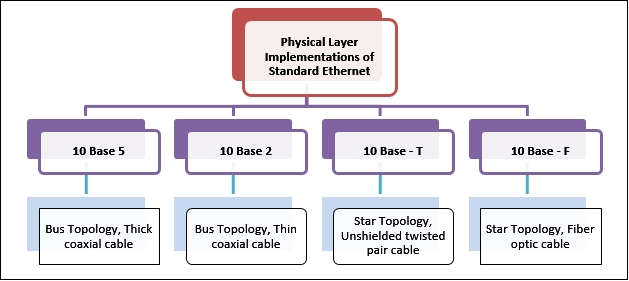 Physical Layer
Implementations of
Standard Ethernet
10 Base 5
10 Base 2
10 Base - T
10 Base - F
Bus Topology, Thick
coaxial cable
Bus Topology, Thin
coaxial cable
Star Topology,
Unshielded twisted
pair cable
Star Topology, Fiber
optic cable